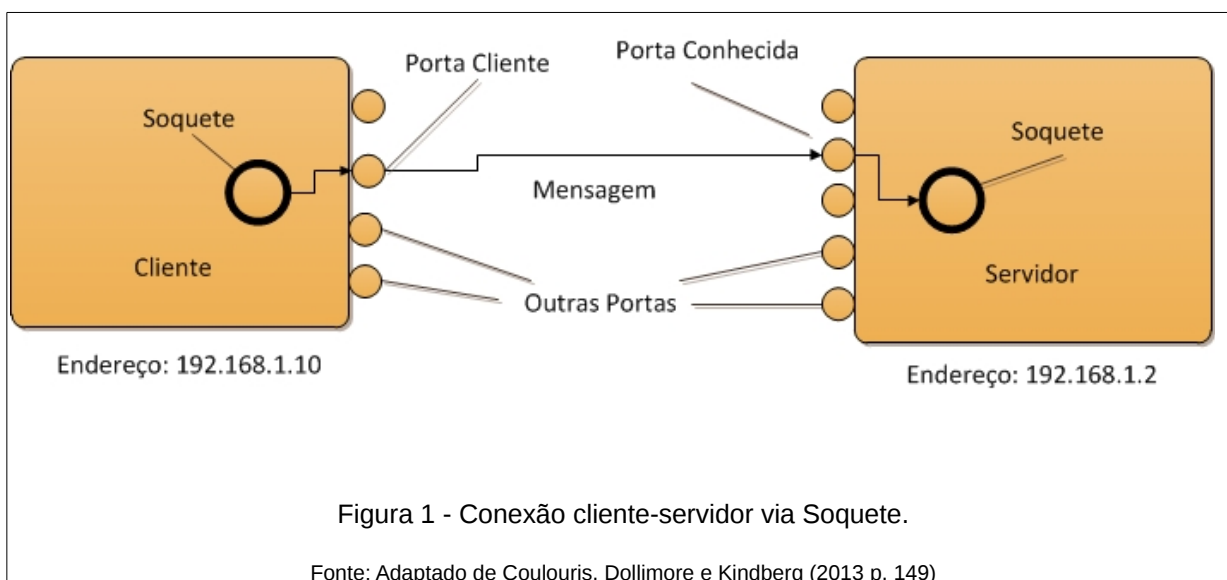 Porta Cliente
Porta Conhecida
Soquete
Soquete
Mensagem
Cliente
Servidor
Outras Portas
Endereço: 192.168.1.10
Endereço: 192.168.1.2
Figura 1 - Conexão cliente-servidor via Soquete.
Fonte: Adaptado de Coulouris, Dollimore e Kindberg (2013 p. 149)